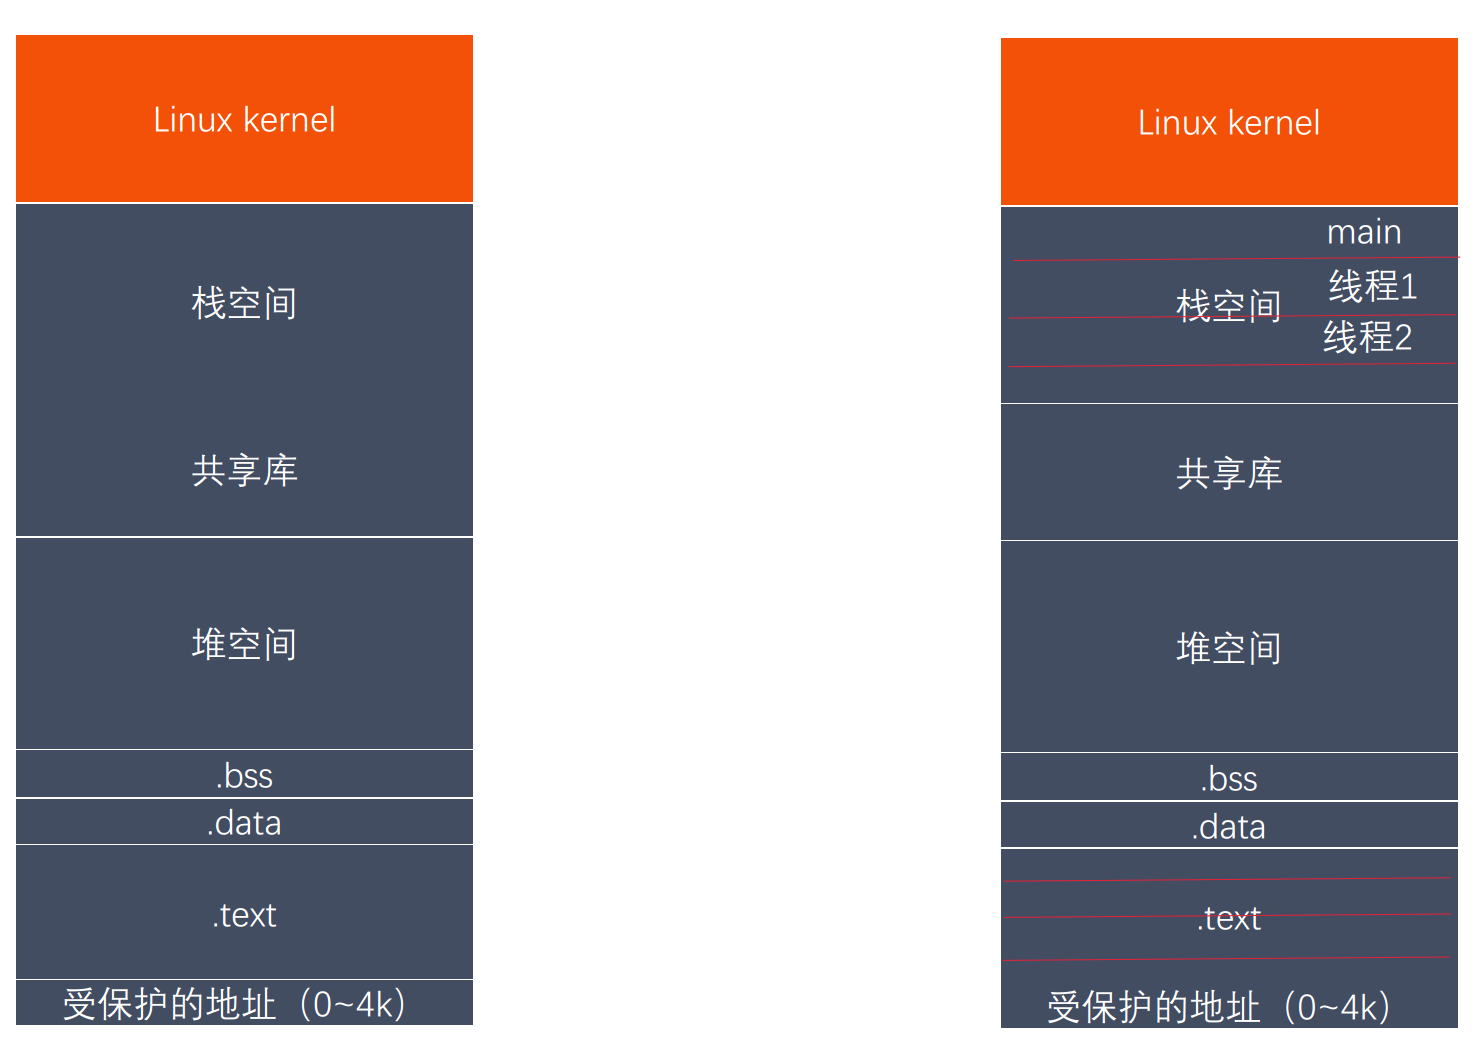 Linux kernel
栈空间
共享库
堆空间
.bss
.data
.text
受保护的地址（0~4k）
Linux kernel
main
线程1
栈空间
线程2
共享库
堆空间
.bss
.data
.text
受保护的地址（0~4k）